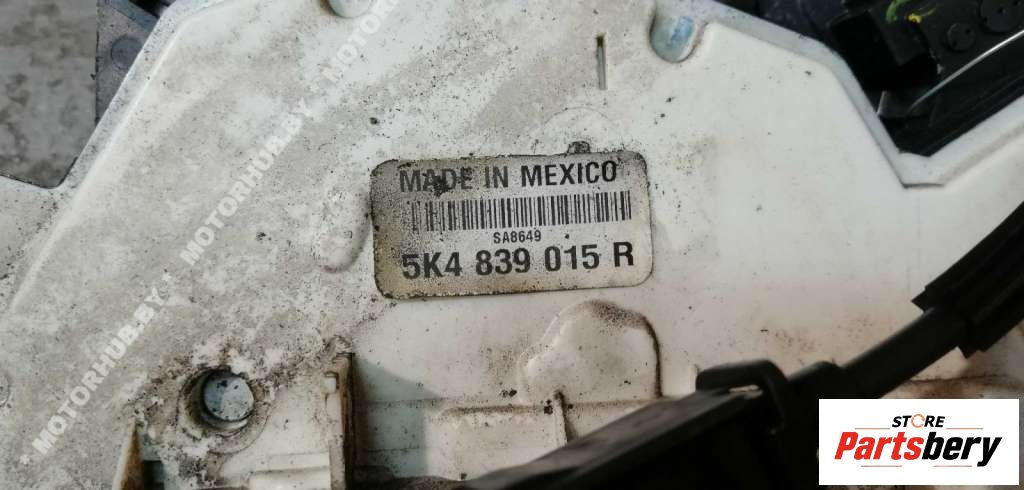 MADE IN MEXICO
SA8649
5K4 839 015 R
* MOTORHUB.BY * MOTORHUB.BY * MOTORHUB.BY
STORE
Partsbery